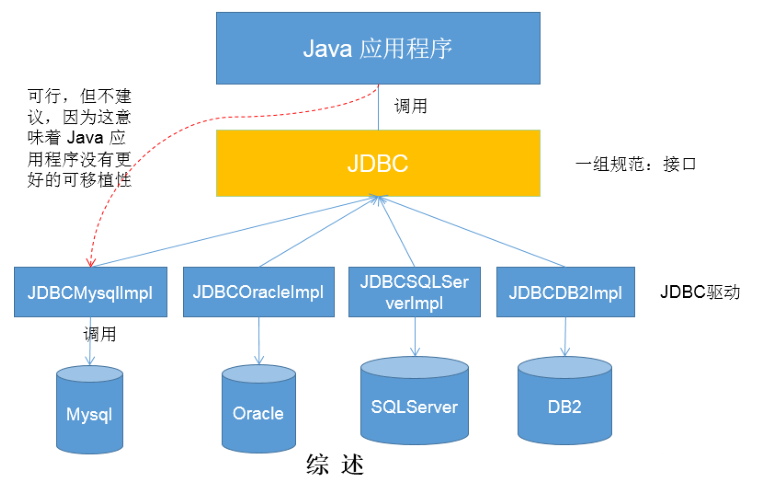 Java 应用程序
可行，但不建
议，因为这意
味着 Java 应
用程序没有更
好的可移植性
调用
JDBC
一组规范：接口
JDBCMysqlImpl
JDBCOracleImpl
JDBCSQLSer
verImpl
JDBCDB2Impl
JDBC驱动
调用
Mysql
Oracle
SQLServer
DB2
综 述